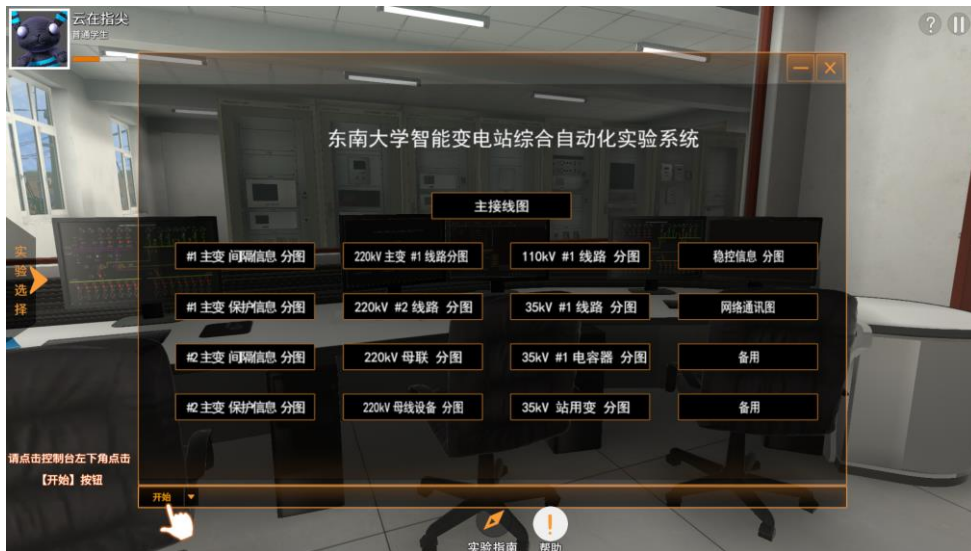 云在指尖
普通学生
?
东南大学智能变电站综合自动化实验系统
主接线图
#1 主变 间隔信息 分图
220kV 主变 #1 线路分图
110kV #1 线路 分图
稳控信息 分图
#1 主变 保护信息 分图
220kV #2 线路 分图
35kV #1 线路 分图
网络通讯图
#2 主变 间隔信息 分图
220kV 母联 分图
35kV #1 电容器 分图
备用
#2 主变 保护信息 分图
220kV 母线设备 分图
35kV 站用变 分图
备用
实验选择
请点击控制台左下角点击
【开始】按钮
开始
!
实验指南
帮助